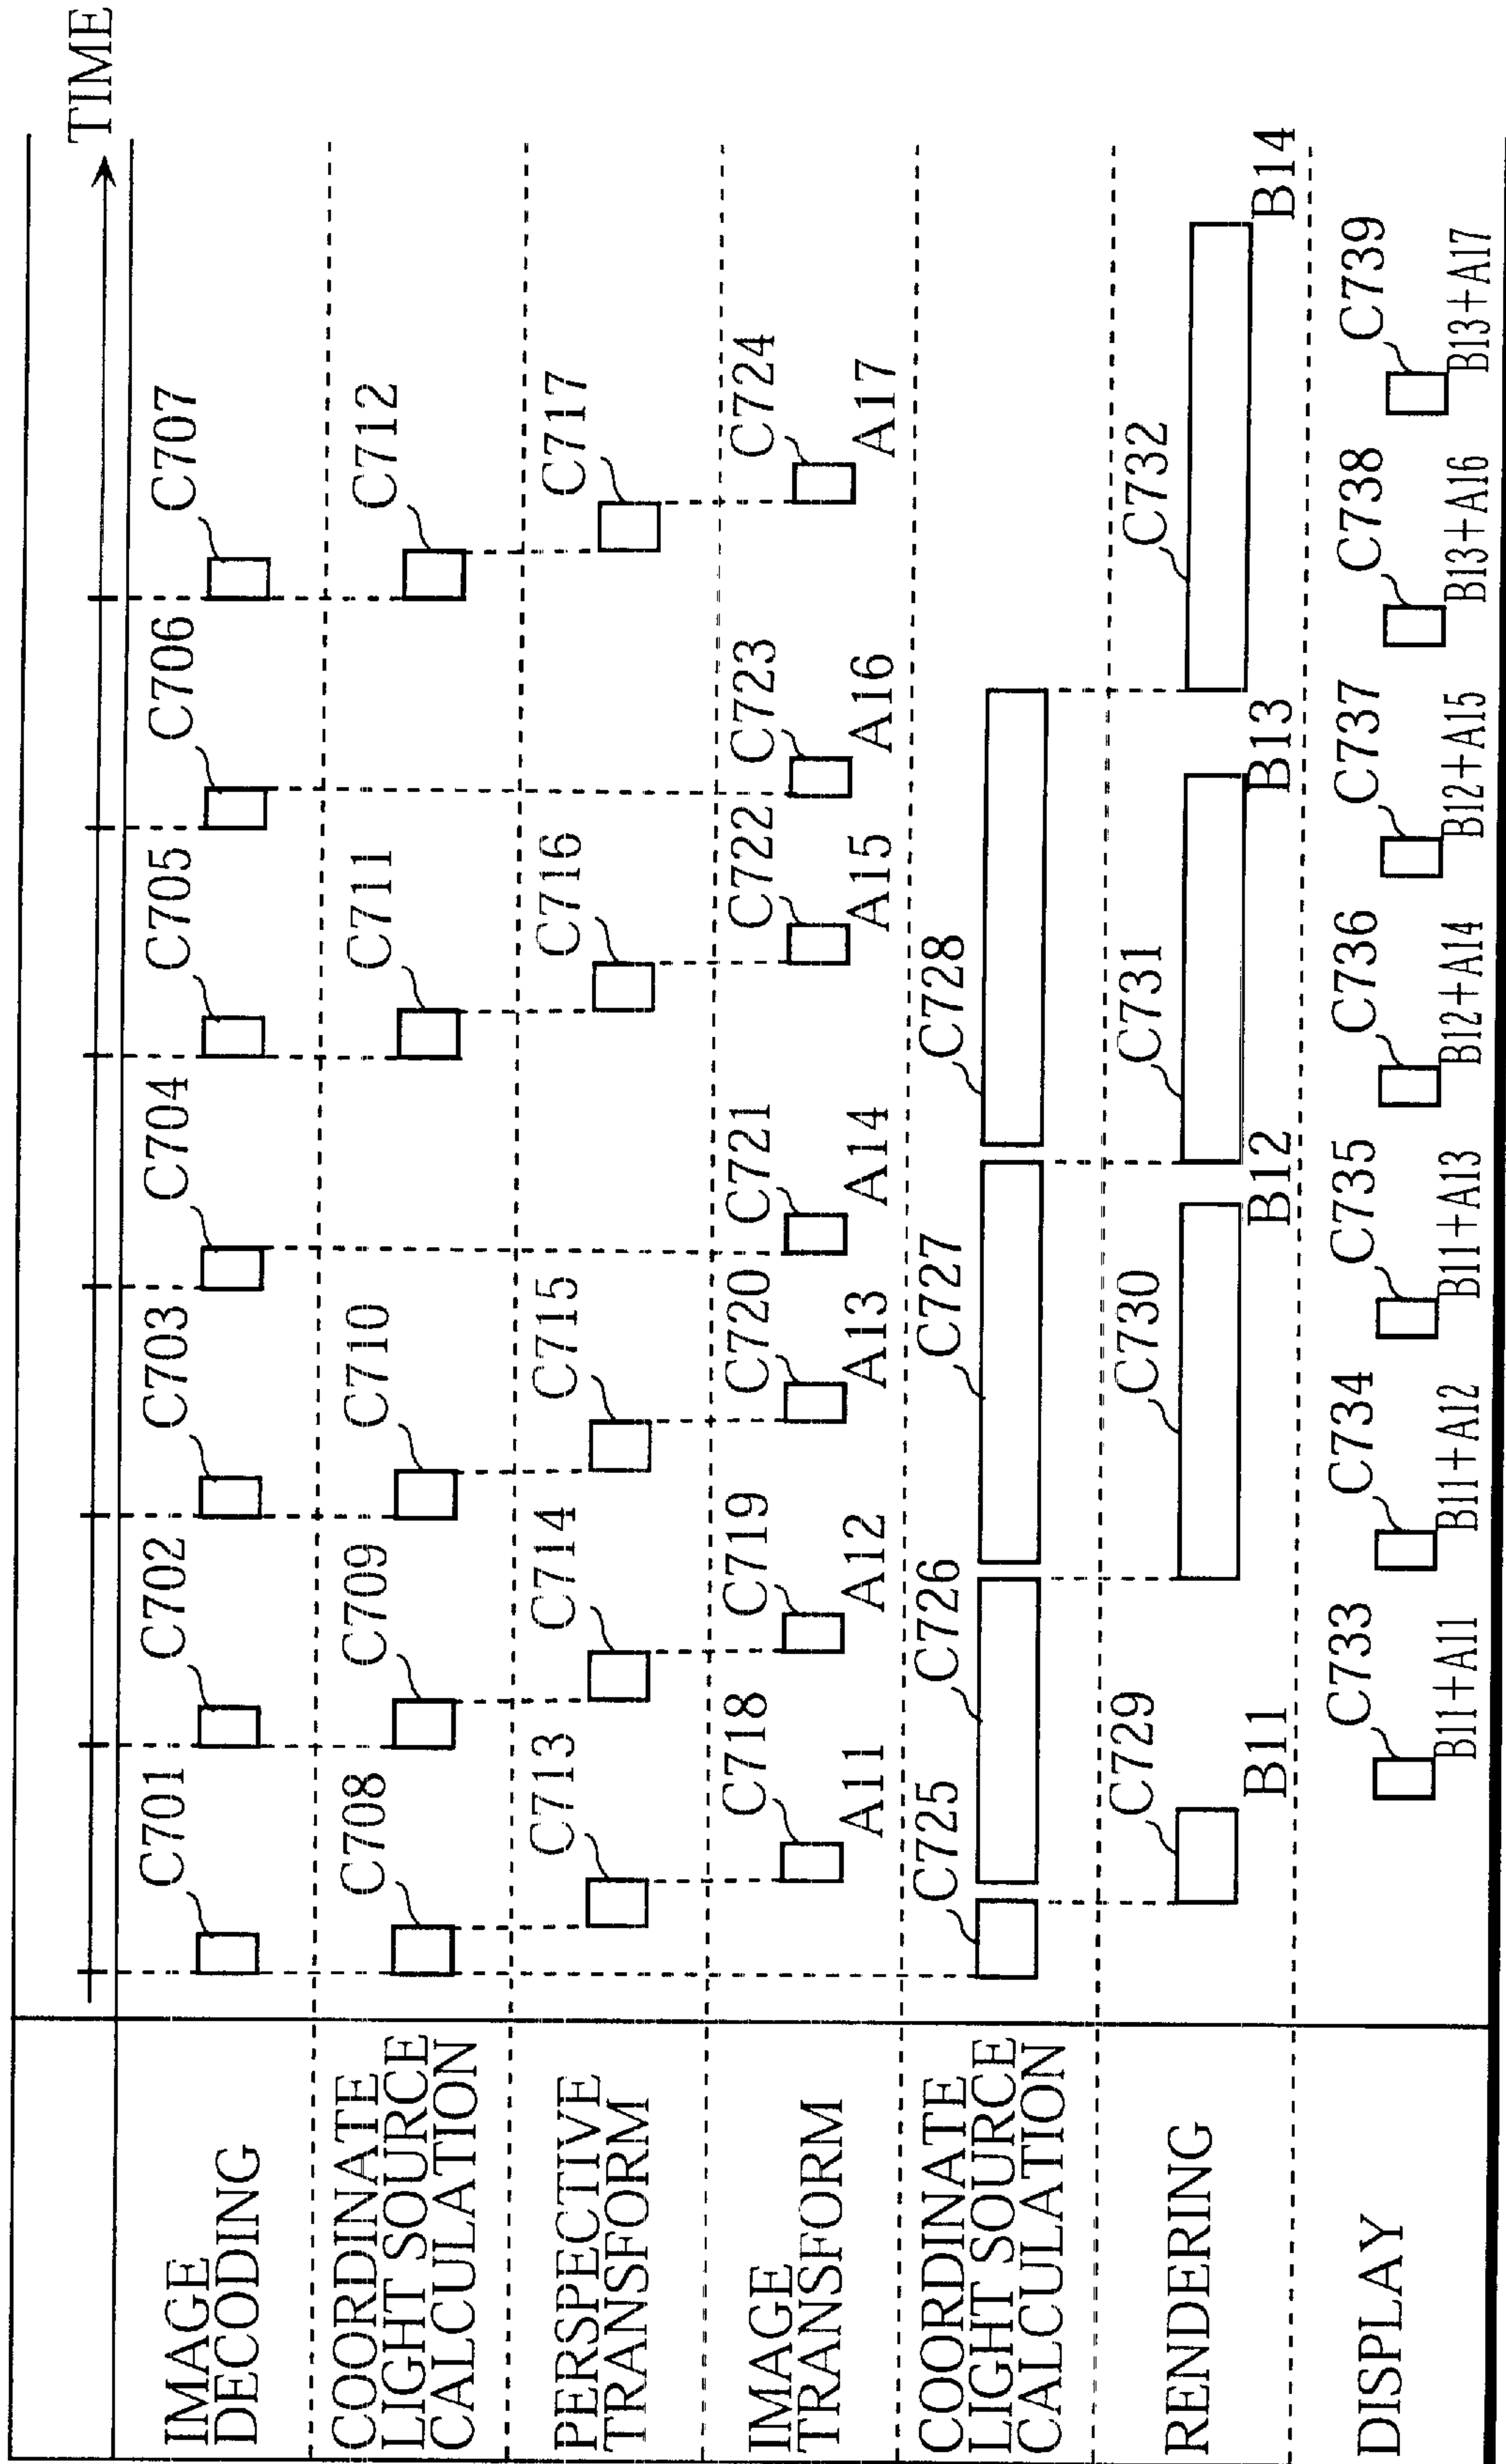 TIME
IMAGE
DECODING
C701
C702
C703
C704
C705
C706
C707
COORDINATE
LIGHT SOURCE
CALCULATION
C708
C709
C710
C711
C712
PERSPECTIVE
TRANSFORM
C713
C714
C715
C716
C717
IMAGE
TRANSFORM
C718
C719
C720
C721
C722
C723
C724
A11
A12
A13
A14
A15
A16
A17
COORDINATE
LIGHT SOURCE
CALCULATION
C725
C726
C727
C728
RENDERING
C729
C730
C731
C732
B11
B12
B13
B14
DISPLAY
C733
C734
C735
C736
C737
C738
C739
B11+A11
B11+A12
B11+A13
B12+A14
B12+A15
B13+A16
B13+A17